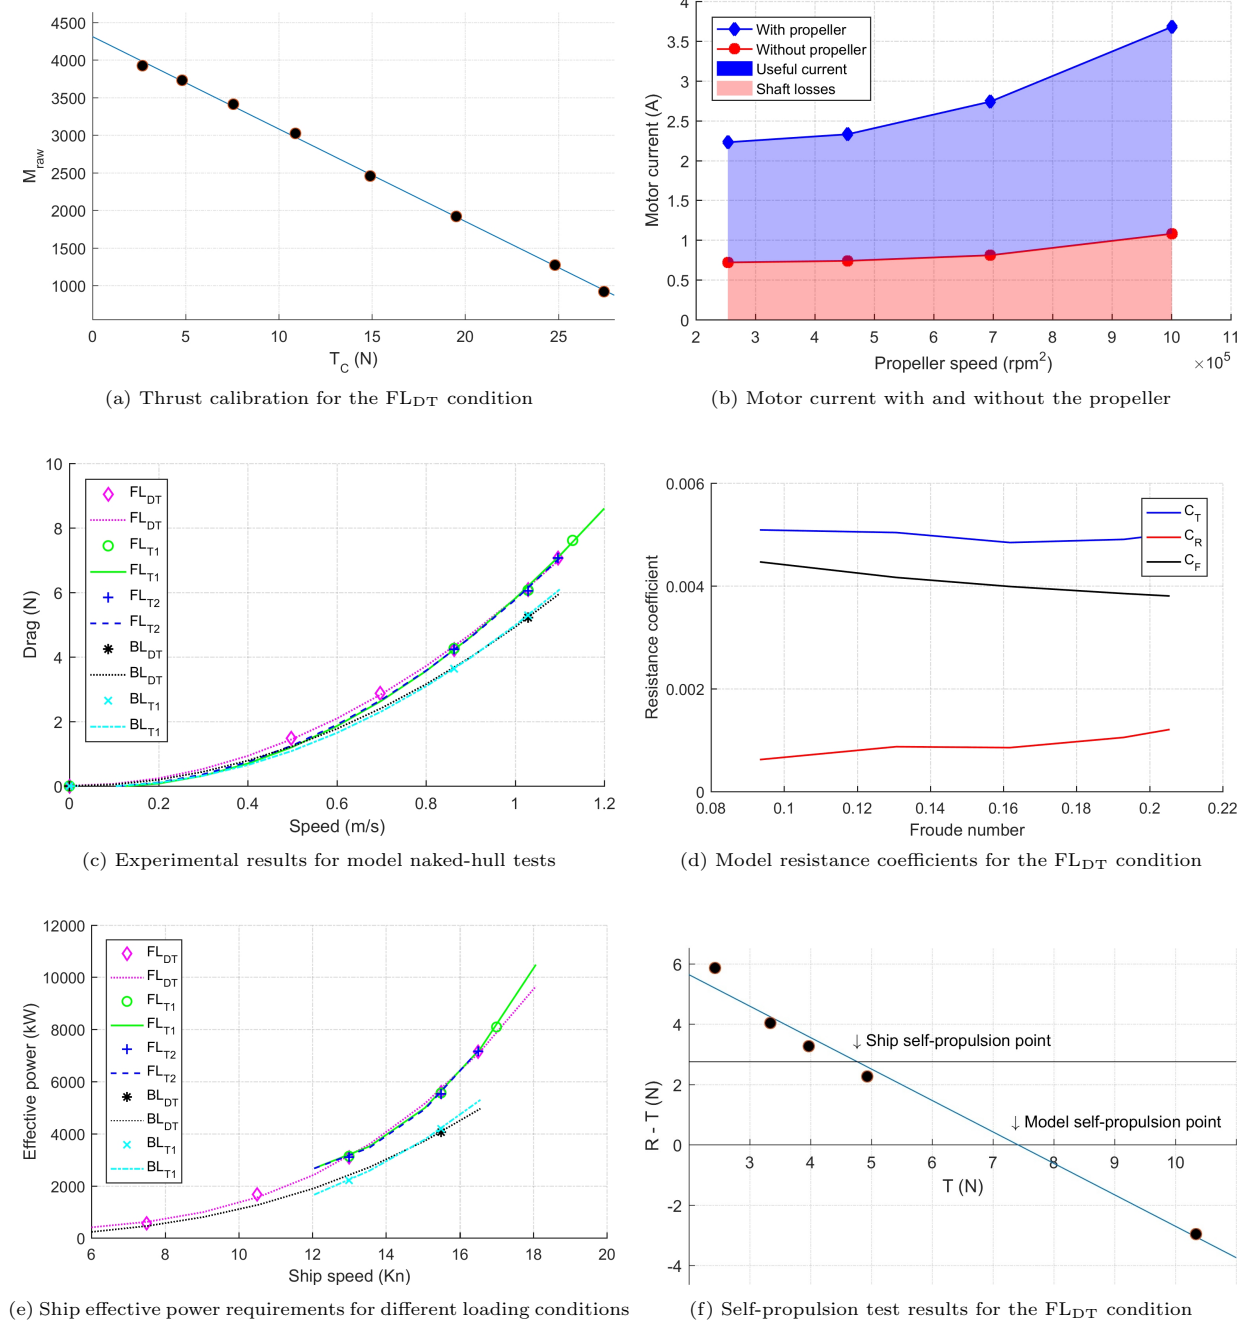 4500
4000
3500
3000
2500
2000
1500
1000
M_raw
0 5 10 15 20 25
T_C (N)
(a) Thrust calibration for the FL_DT condition
4
3.5
3
2.5
2
1.5
1
0.5
0
Motor current (A)
With propeller
Without propeller
Useful current
Shaft losses
2 3 4 5 6 7 8 9 10 11
Propeller speed (rpm²)
×10⁵
(b) Motor current with and without the propeller
10
8
6
4
2
0
Drag (N)
FL_DT
FL_DT
FL_T1
FL_T1
FL_T2
FL_T2
BL_DT
BL_DT
BL_T1
BL_T1
0 0.2 0.4 0.6 0.8 1 1.2
Speed (m/s)
(c) Experimental results for model naked-hull tests
0.006
0.004
0.002
0
Resistance coefficient
C_T
C_R
C_F
0.08 0.1 0.12 0.14 0.16 0.18 0.2 0.22
Froude number
(d) Model resistance coefficients for the FL_DT condition
12000
10000
8000
6000
4000
2000
0
Effective power (kW)
FL_DT
FL_DT
FL_T1
FL_T1
FL_T2
FL_T2
BL_DT
BL_DT
BL_T1
BL_T1
6 8 10 12 14 16 18 20
Ship speed (Kn)
(e) Ship effective power requirements for different loading conditions
6
4
2
0
-2
-4
R - T (N)
↓ Ship self-propulsion point
↓ Model self-propulsion point
3 4 5 6 8 9 10
T (N)
(f) Self-propulsion test results for the FL_DT condition